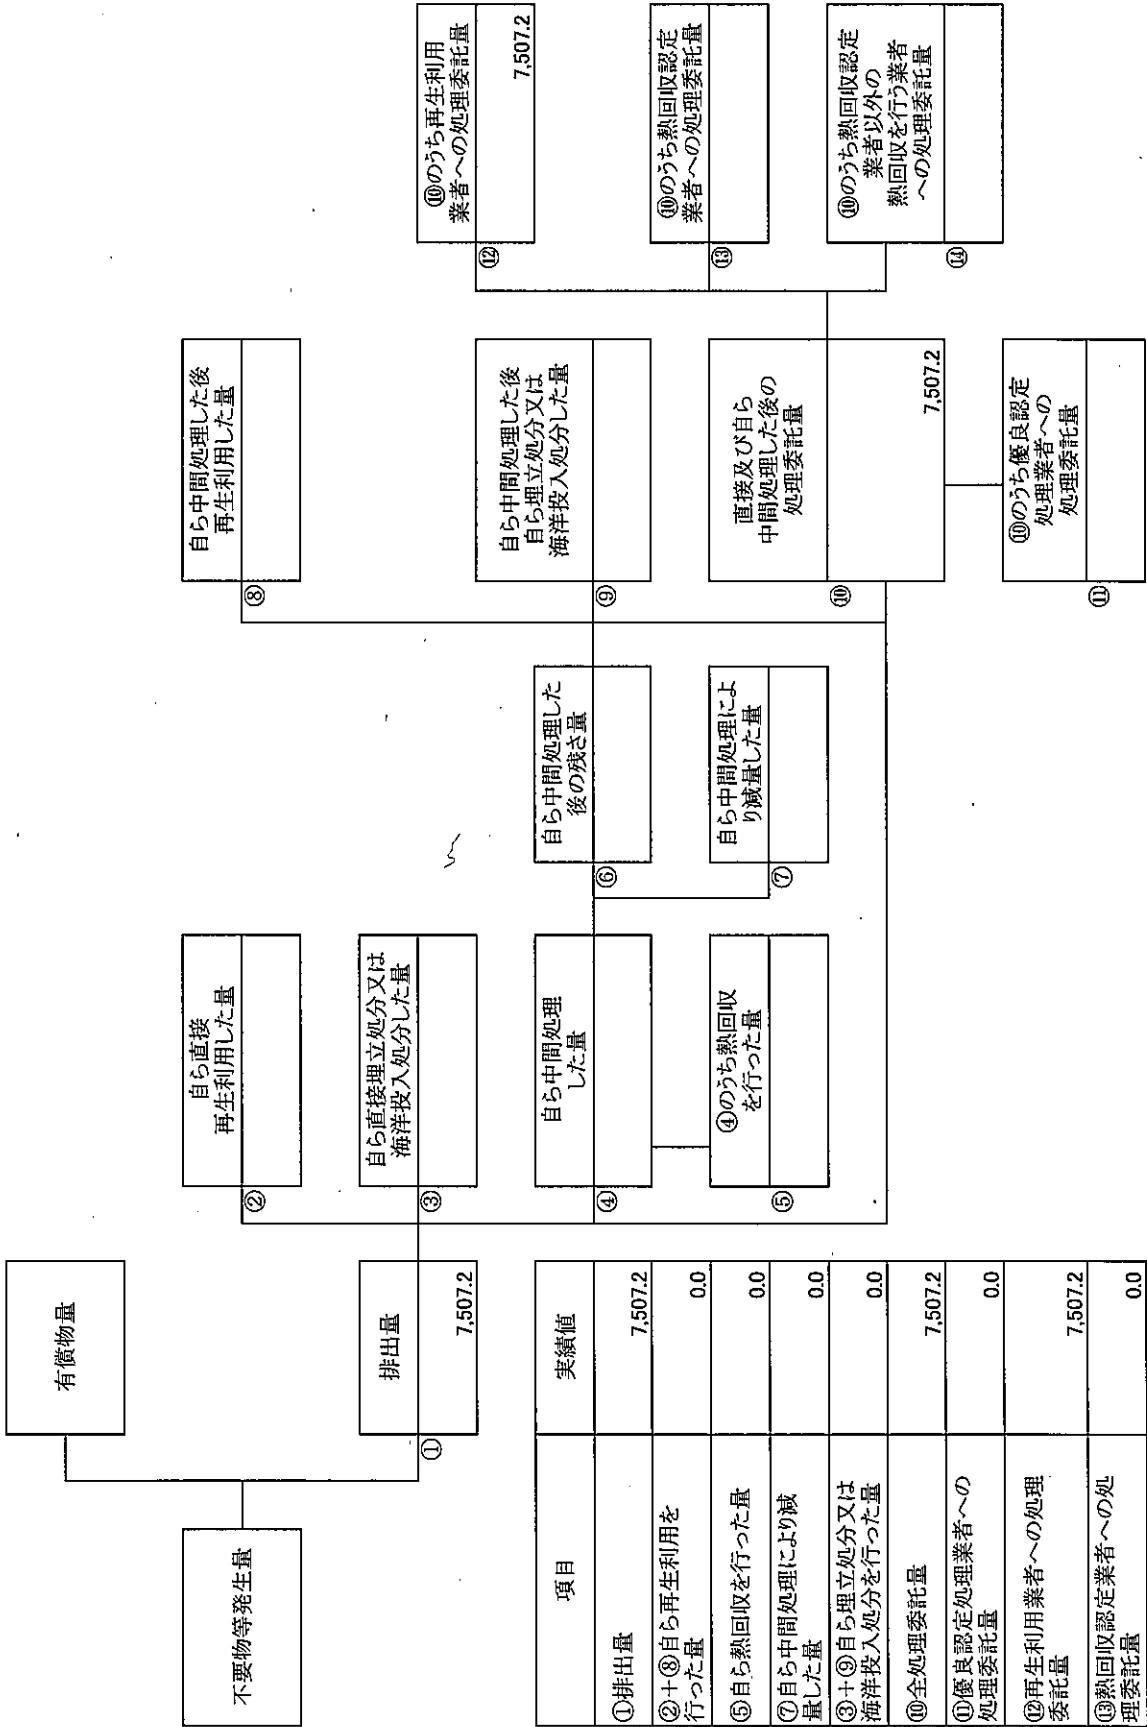 不要物等発生量
有償物量
排出量
①
7,507.2
自ら直接
再生利用した量
②
自ら直接埋立処分又は
海洋投入処分した量
③
自ら中間処理
した量
④
④のうち熱回収
を行った量
⑤
自ら中間処理した
後の残さ量
⑥
自ら中間処理によ
り減量した量
⑦
自ら中間処理した後
再生利用した量
⑧
自ら中間処理した後
自ら埋立処分又は
海洋投入処分した量
⑨
直接及び自ら
中間処理した後の
処理委託量
⑩
7,507.2
⑩のうち優良認定
処理業者への
処理委託量
⑪
⑩のうち再生利用
業者への処理委託量
⑫
7,507.2
⑩のうち熱回収認定
業者への処理委託量
⑬
⑩のうち熱回収認定
業者以外の
熱回収を行う業者
への処理委託量
⑭
項目 実績値
①排出量 7,507.2
②+⑧自ら再生利用を
行った量 0.0
⑤自ら熱回収を行った量 0.0
⑦自ら中間処理により減
量した量 0.0
③+⑨自ら埋立処分又は
海洋投入処分を行った量 0.0
⑩全処理委託量 7,507.2
⑪優良認定処理業者への
処理委託量 0.0
⑫再生利用業者への処理
委託量 7,507.2
⑬熱回収認定業者への処
理委託量 0.0